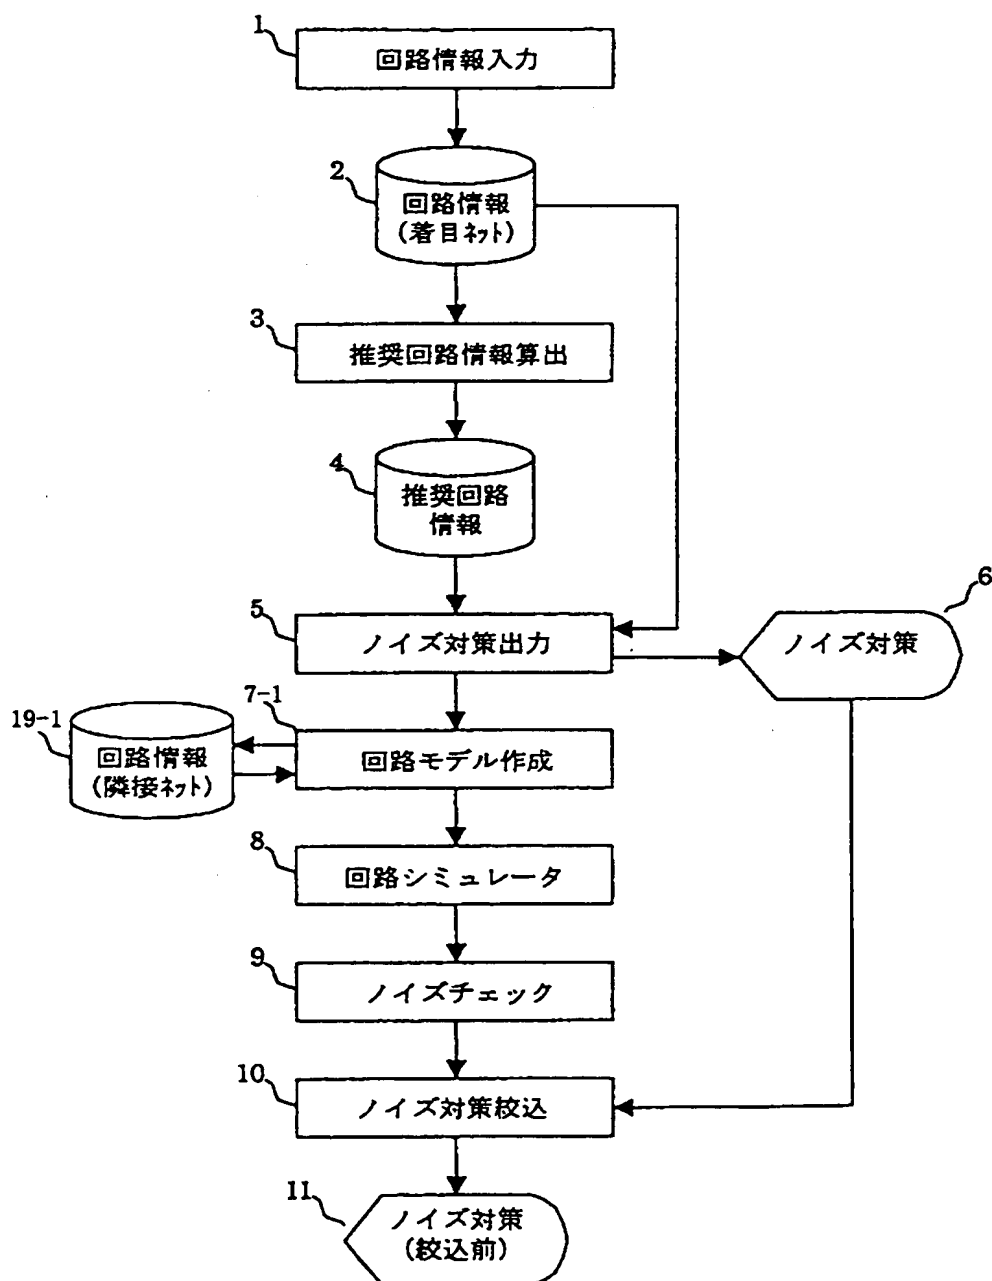 1
回路情報入力
2
回路情報
(着目ネット)
3
推奨回路情報算出
4
推奨回路
情報
5
ノイズ対策出力
6
ノイズ対策
7-1
回路モデル作成
19-1
回路情報
(隣接ネット)
8
回路シミュレータ
9
ノイズチェック
10
ノイズ対策絞込
11
ノイズ対策
(絞込前)